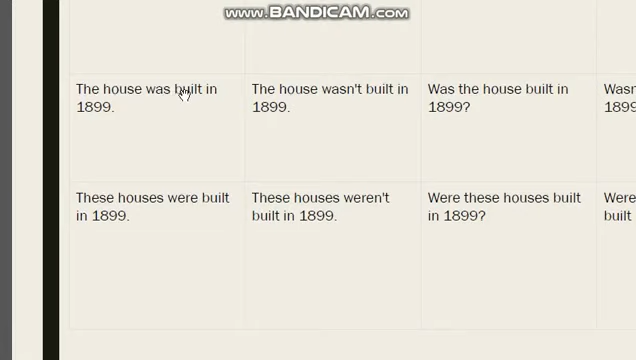 www.BANDICAM.com
The house was built in
1899.
The house wasn't built in
1899.
Was the house built in
1899?
These houses were built
in 1899.
These houses weren't
built in 1899.
Were these houses built
in 1899?
Were
built